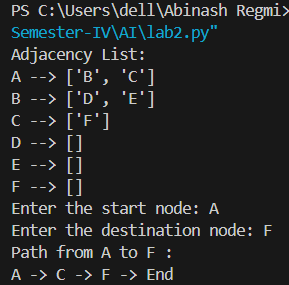 PS C:\Users\dell\Abinash Regmi>
Semester-IV\AI\lab2.py"
Adjacency List:
A --> ['B', 'C']
B --> ['D', 'E']
C --> ['F']
D --> []
E --> []
F --> []
Enter the start node: A
Enter the destination node: F
Path from A to F :
A -> C -> F -> End